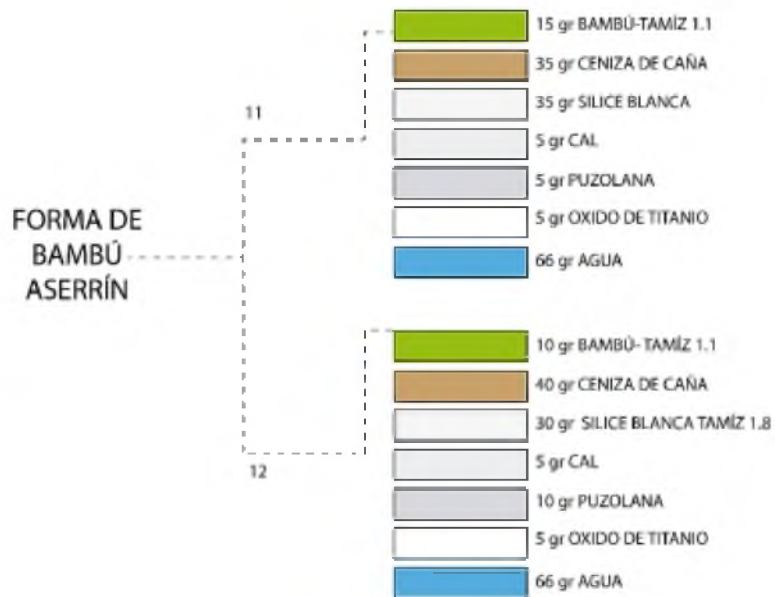 FORMA DE
BAMBÚ
ASERRÍN
11
15 gr BAMBÚ-TAMÍZ 1.1
35 gr CENIZA DE CAÑA
35 gr SILICE BLANCA
5 gr CAL
5 gr PUZOLANA
5 gr OXIDO DE TITANIO
66 gr AGUA
12
10 gr BAMBÚ- TAMÍZ 1.1
40 gr CENIZA DE CAÑA
30 gr SILICE BLANCA TAMÍZ 1.8
5 gr CAL
10 gr PUZOLANA
5 gr OXIDO DE TITANIO
66 gr AGUA